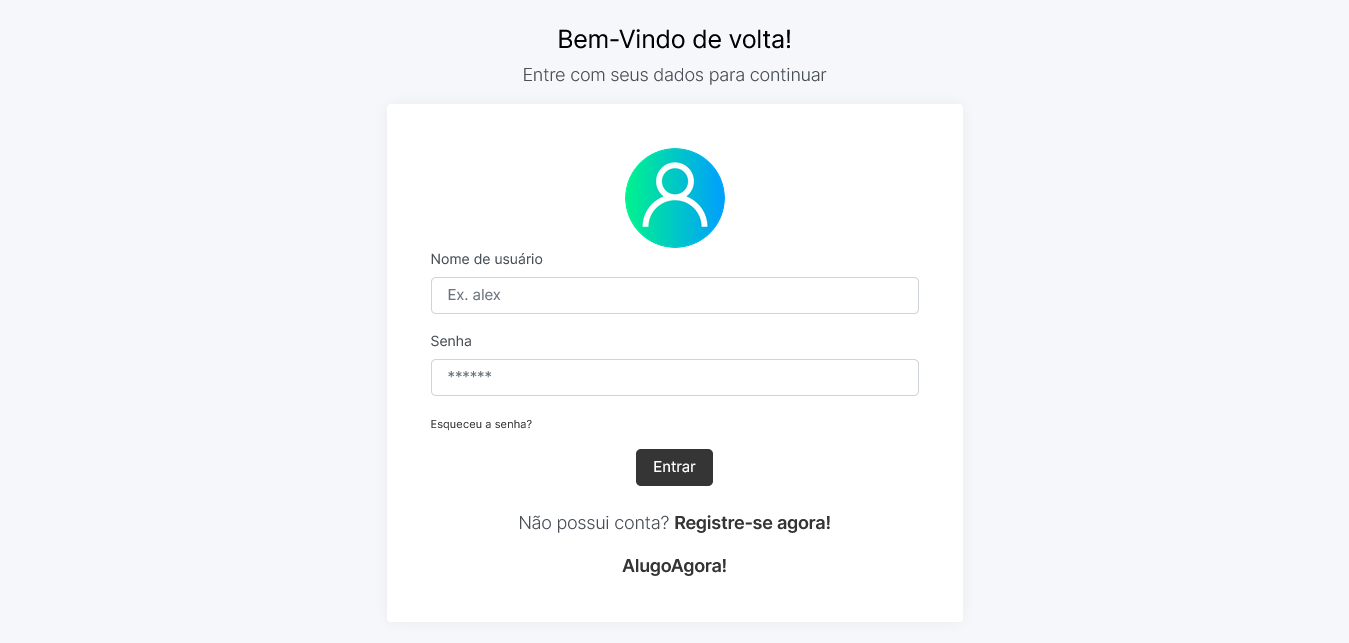 Bem-Vindo de volta!
Entre com seus dados para continuar
Nome de usuário
Ex. alex
Senha
******
Esqueceu a senha?
Entrar
Não possui conta? Registre-se agora!
AlugoAgora!